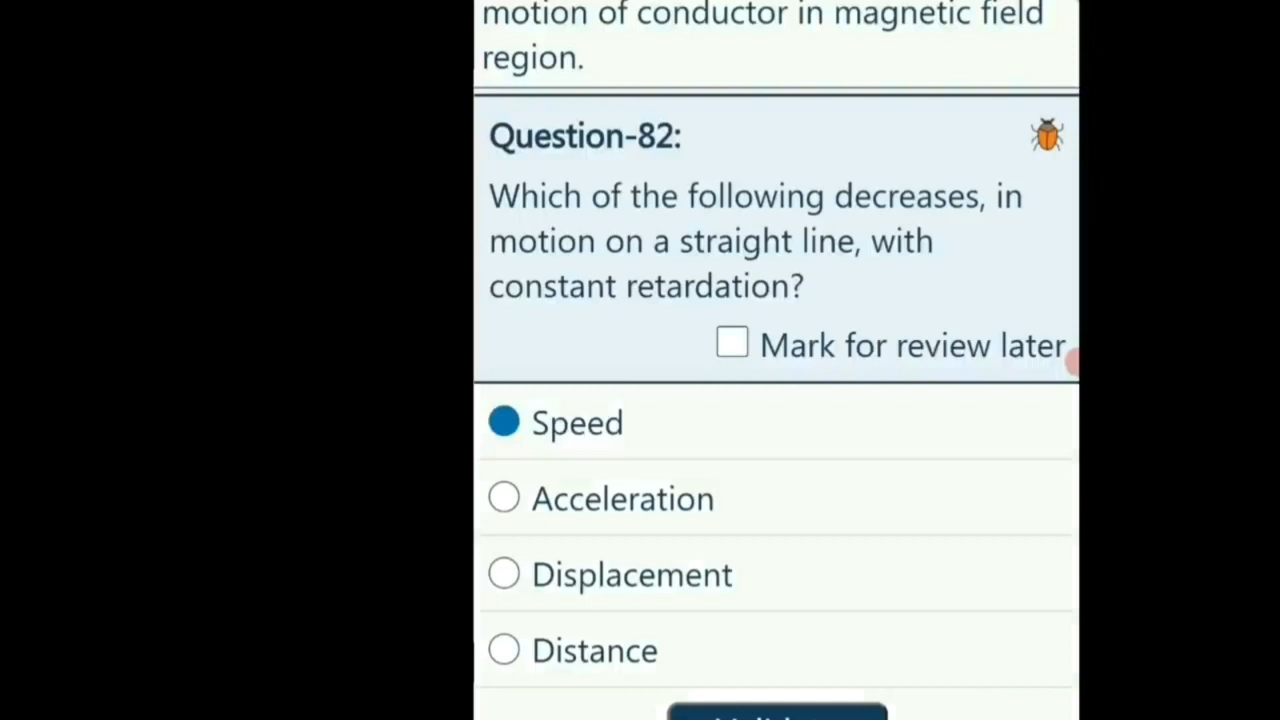 motion of conductor in magnetic field
region.
Question-82:
Which of the following decreases, in
motion on a straight line, with
constant retardation?
Mark for review later
Speed
Acceleration
Displacement
Distance